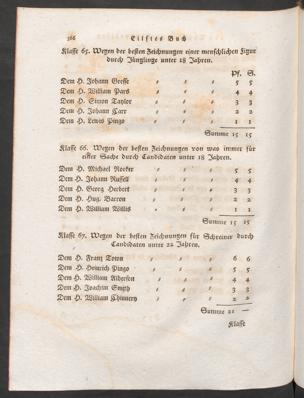 366 Eilftes Buch
Klasse 65. Wegen der besten Zeichnungen einer menschlichen Figur
durch Jünglinge unter 18 Jahren.
Pf. S.
Dem H. Johann Gresse 5 5
Dem H. William Pars 4 4
Dem H. Simon Taylor 3 3
Dem H. Johann Carr 2 2
Dem H. Lewis Pingo 1 1
Summe 15 15
Klasse 66. Wegen der besten Zeichnungen von was immer für
einer Sache durch Candidaten unter 18 Jahren.
Dem H. Michael Rooker 5 5
Dem H. Johann Russell 4 4
Dem H. Georg Herbert 3 3
Dem H. Hug. Barron 2 2
Dem H. William Willis 1 1
Summe 15 15
Klasse 67. Wegen der besten Zeichnungen für Schreiner durch
Candidaten unter 22 Jahren.
Dem H. Franz Town 6 6
Dem H. Heinrich Pingo 5 5
Dem H. William Alderson 4 4
Dem H. Joachim Smyth 3 3
Dem H. William Chinnery 2 2
Summe 21 —
Klasse